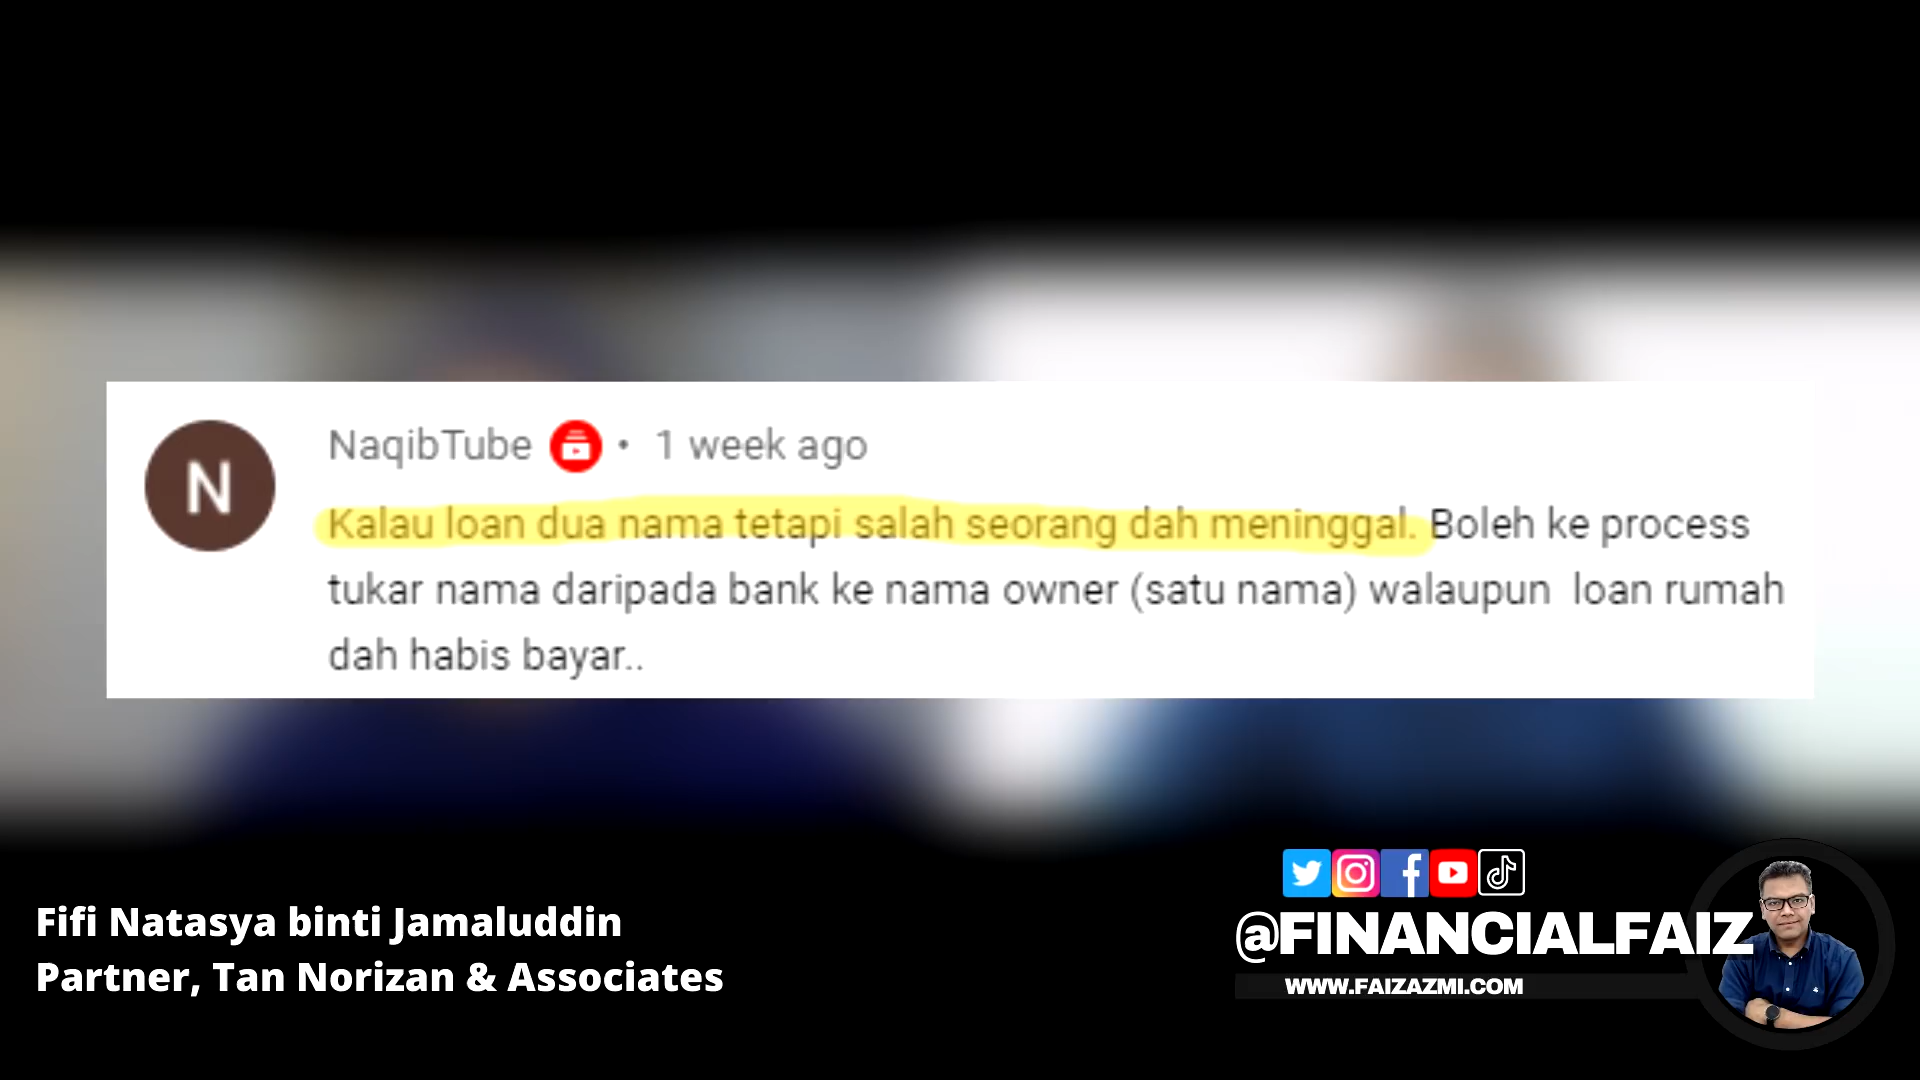 N
NaqibTube • 1 week ago
Kalau loan dua nama tetapi salah seorang dah meninggal. Boleh ke process
tukar nama daripada bank ke nama owner (satu nama) walaupun loan rumah
dah habis bayar..
Fifi Natasya binti Jamaluddin
Partner, Tan Norizan & Associates
@FINANCIALFAIZ
WWW.FAIZAZMI.COM